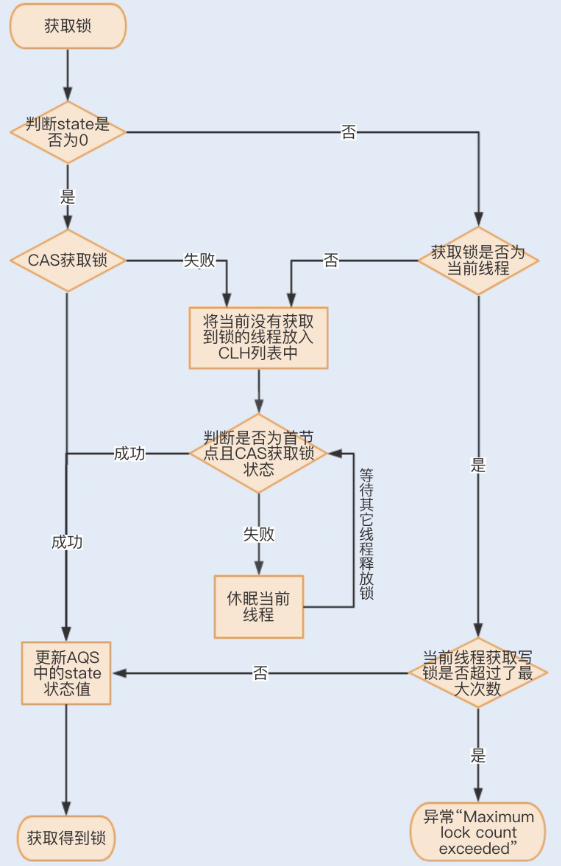 获取锁
判断state是
否为0
否
是
CAS获取锁
失败
否
获取锁是否为
当前线程
将当前没有获取
到锁的线程放入
CLH列表中
判断是否为首节
点且CAS获取锁
状态
成功
等待其它线程释放锁
是
失败
成功
休眠当前
线程
更新AQS
中的state
状态值
否
当前线程获取写
锁是否超过了最
大次数
是
获取得到锁
异常“Maximum
lock count
exceeded”